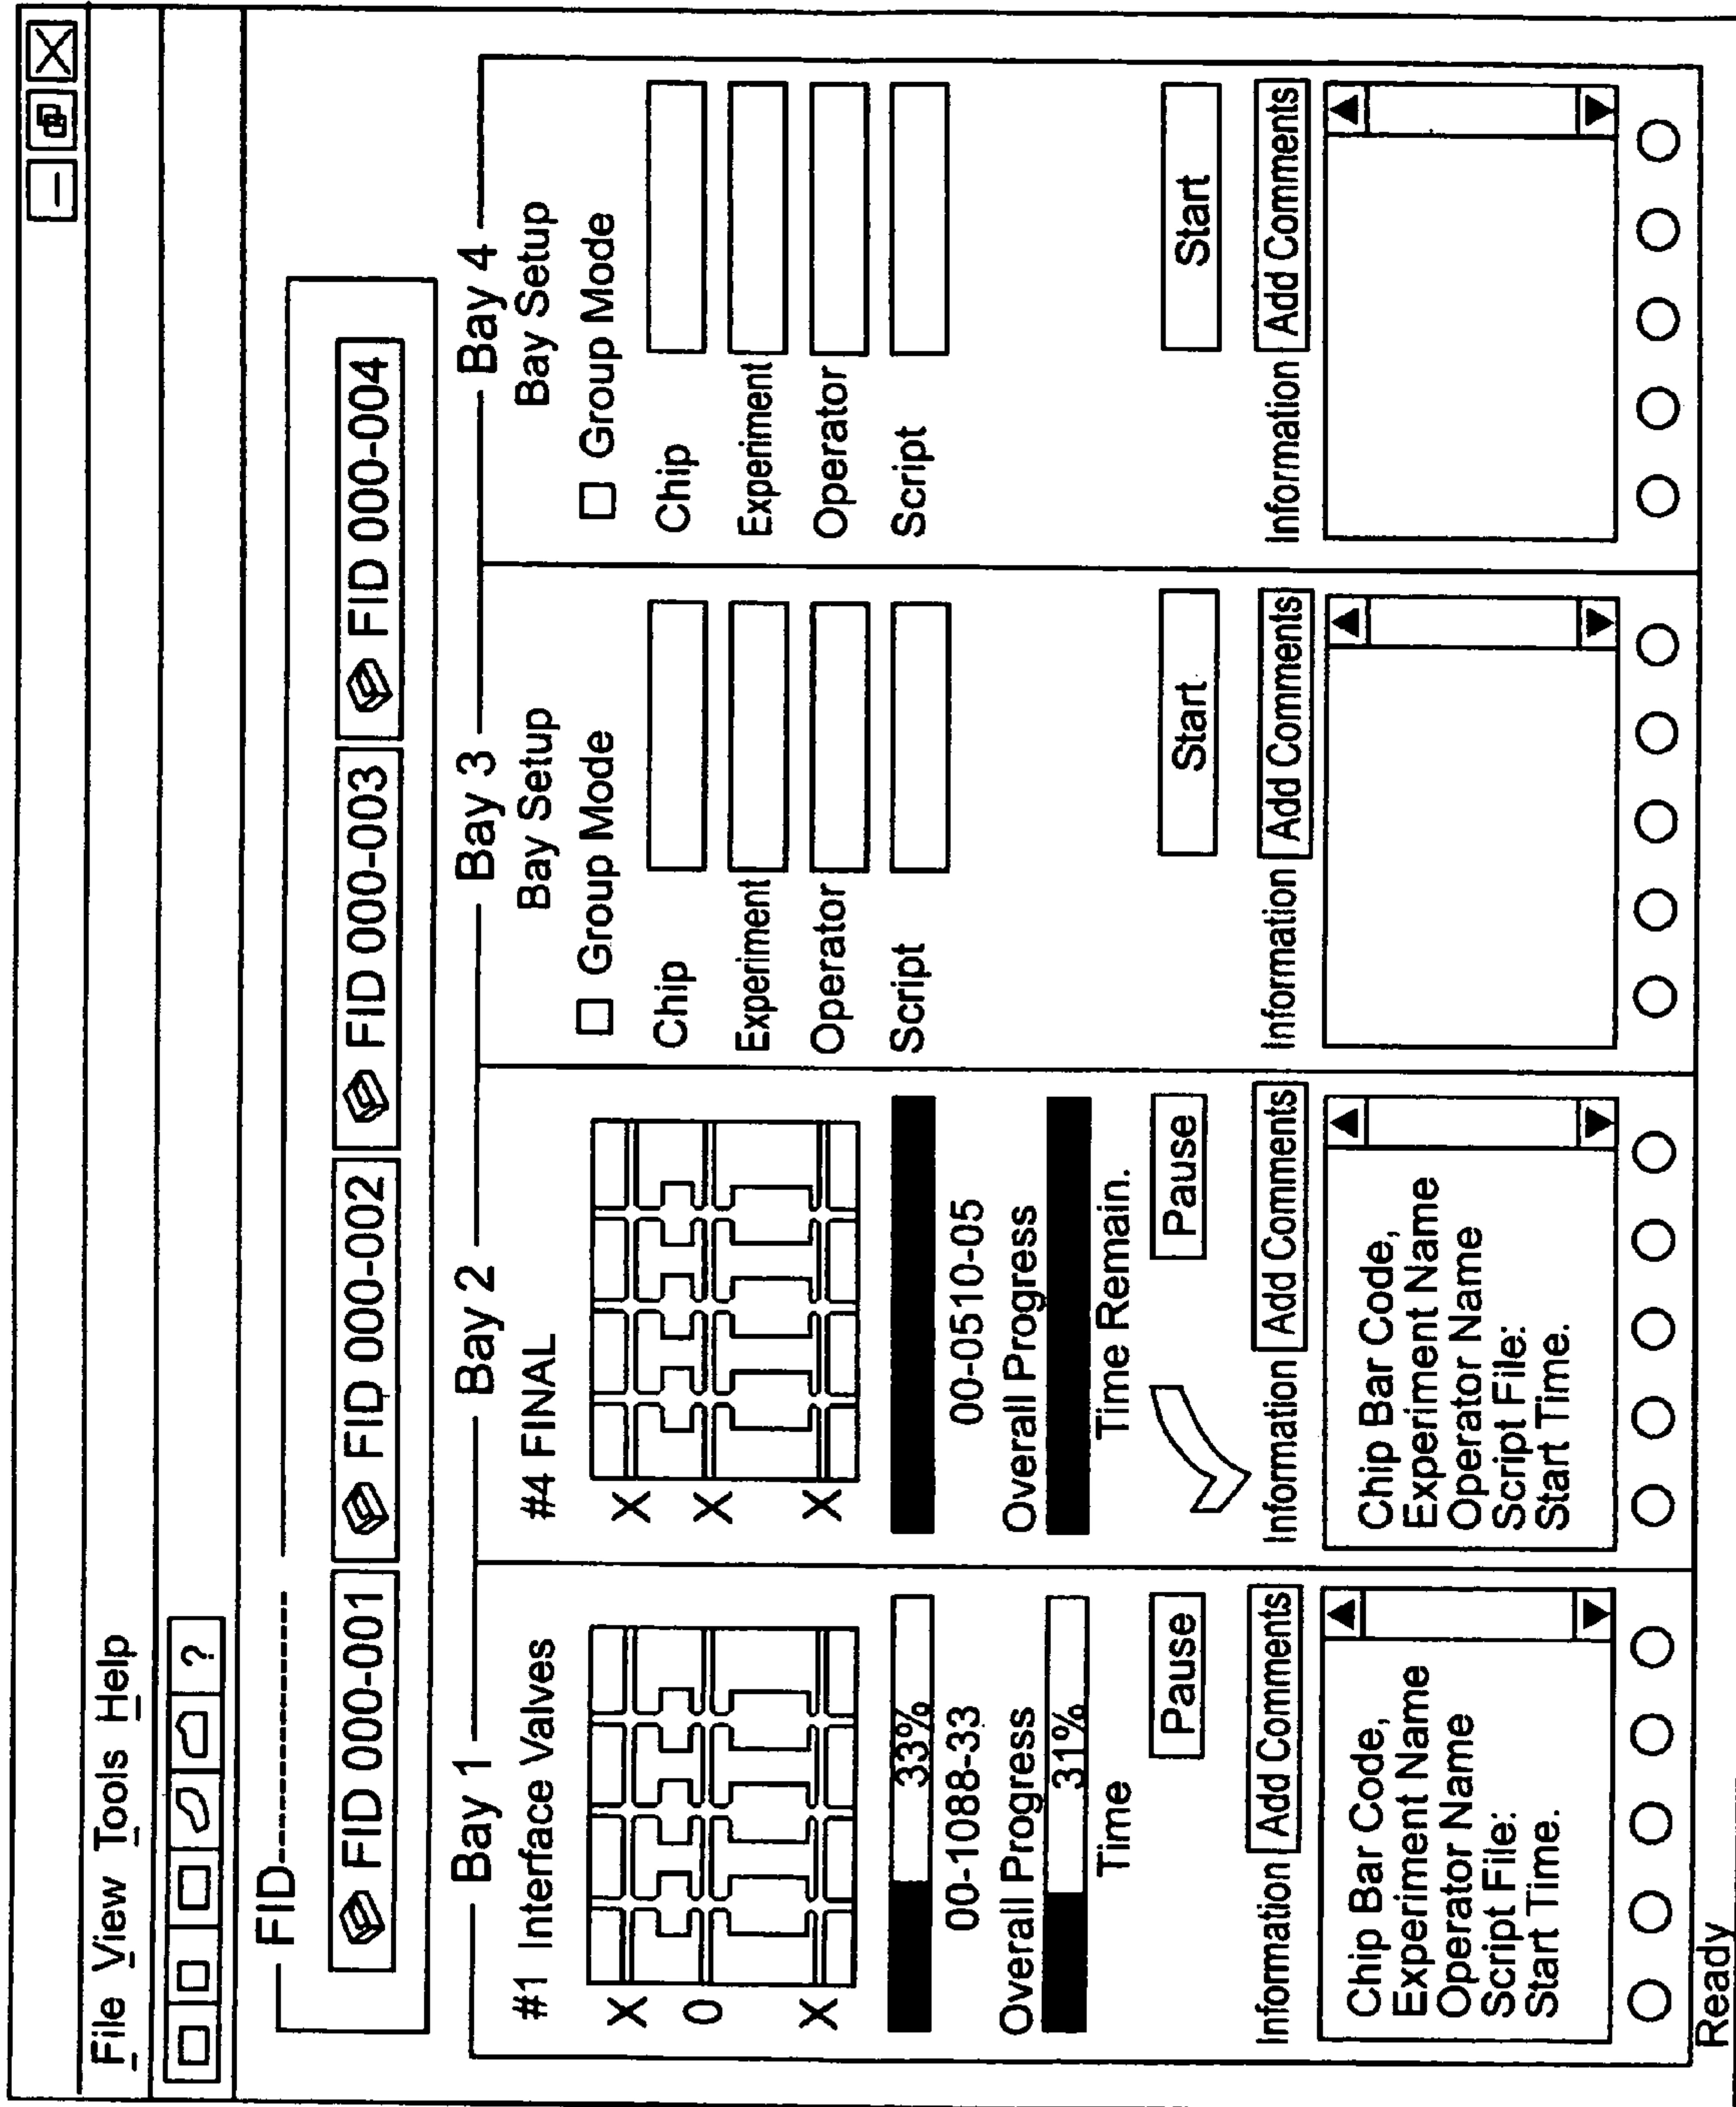 File View Tools Help
?
FID
FID 000-001 FID 000-002 FID 000-003 FID 000-004
Bay 1
#1 Interface Valves
X
0
X
33%
00-1088-33
Overall Progress
31%
Time
Pause
Information Add Comments
Chip Bar Code,
Experiment Name
Operator Name
Script File:
Start Time.
Bay 2
#4 FINAL
X
X
X
00-0510-05
Overall Progress
Time Remain.
Pause
Information Add Comments
Chip Bar Code,
Experiment Name
Operator Name
Script File:
Start Time.
Bay 3
Bay Setup
Group Mode
Chip
Experiment
Operator
Script
Start
Information Add Comments
Bay 4
Bay Setup
Group Mode
Chip
Experiment
Operator
Script
Start
Information Add Comments
Ready